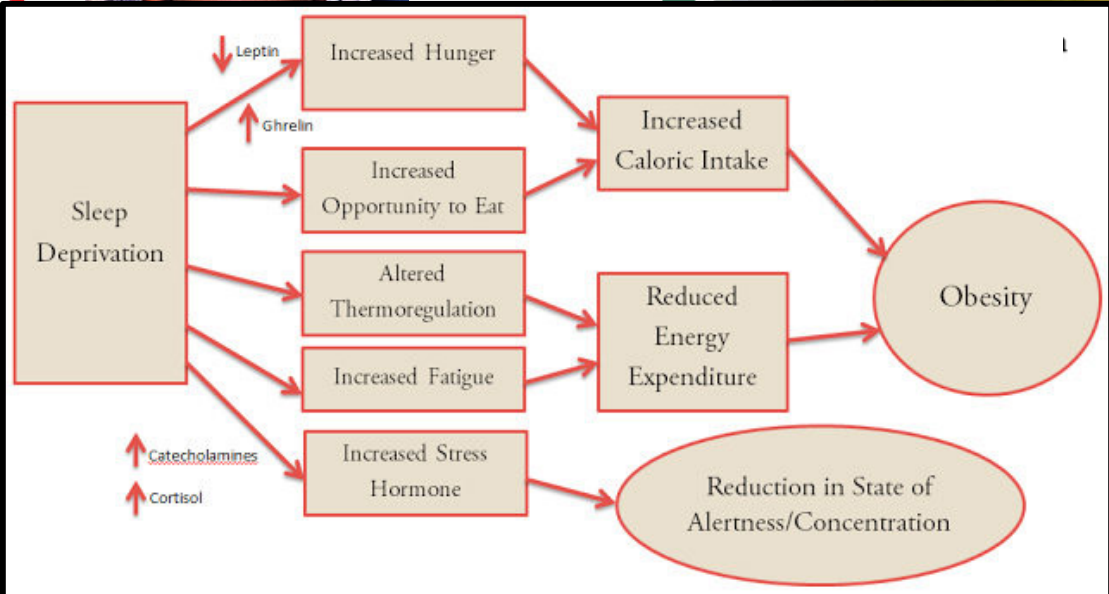 Leptin
Ghrelin
Increased Hunger
Increased
Caloric Intake
Increased
Opportunity to Eat
Sleep
Deprivation
Altered
Thermoregulation
Reduced
Energy
Expenditure
Obesity
Increased Fatigue
Catecholamines
Cortisol
Increased Stress
Hormone
Reduction in State of
Alertness/Concentration